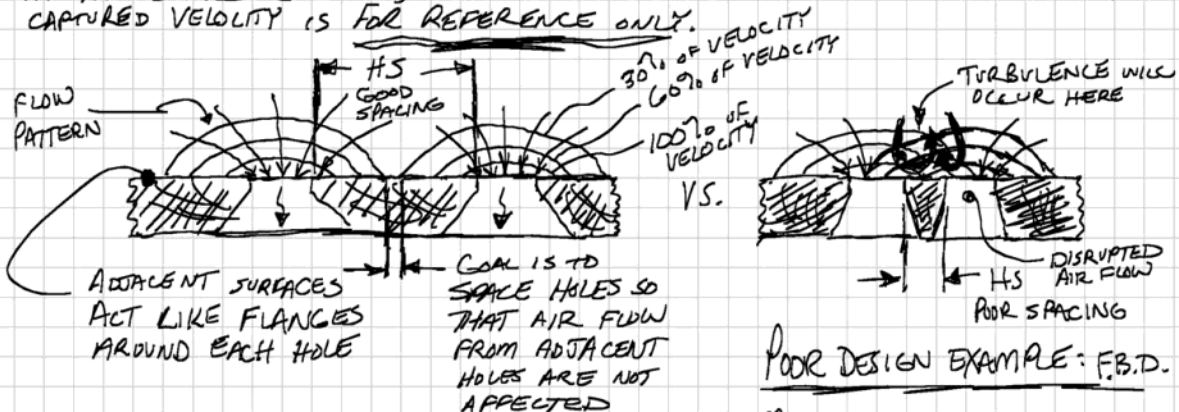 CAPTURED VELOCITY IS FOR REFERENCE ONLY.
FLOW
PATTERN
HS
GOOD
SPACING
30% OF VELOCITY
60% OF VELOCITY
100% OF
VELOCITY
VS.
TURBULENCE WILL
OCCUR HERE
ADJACENT SURFACES
ACT LIKE FLANGES
AROUND EACH HOLE
GOAL IS TO
SPACE HOLES SO
THAT AIR FLOW
FROM ADJACENT
HOLES ARE NOT
AFFECTED
DISRUPTED
AIR FLOW
HS
POOR SPACING
POOR DESIGN EXAMPLE: F.B.D.